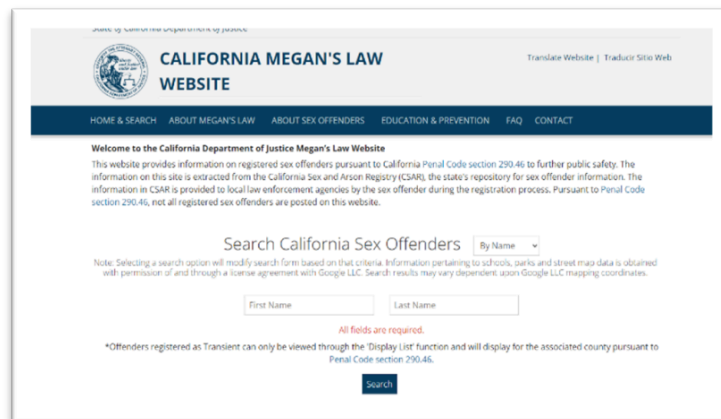 State of California Department of Justice
CALIFORNIA MEGAN'S LAW
WEBSITE
Translate Website | Traducir Sitio Web
HOME & SEARCH ABOUT MEGAN'S LAW ABOUT SEX OFFENDERS EDUCATION & PREVENTION FAQ CONTACT
Welcome to the California Department of Justice Megan's Law Website
This website provides information on registered sex offenders pursuant to California Penal Code section 290.46 to further public safety. The
information on this site is extracted from the California Sex and Arson Registry (CSAR), the state's repository for sex offender information. The
information in CSAR is provided to local law enforcement agencies by the sex offender during the registration process. Pursuant to Penal Code
section 290.46, not all registered sex offenders are posted on this website.
Search California Sex Offenders By Name
Note: Selecting a search option will modify search form based on that criteria. Information pertaining to schools, parks and street map data is obtained
with permission of and through a license agreement with Google LLC. Search results may vary dependent upon Google LLC mapping coordinates.
First Name Last Name
All fields are required.
*Offenders registered as Transient can only be viewed through the 'Display List' function and will display for the associated county pursuant to
Penal Code section 290.46.
Search